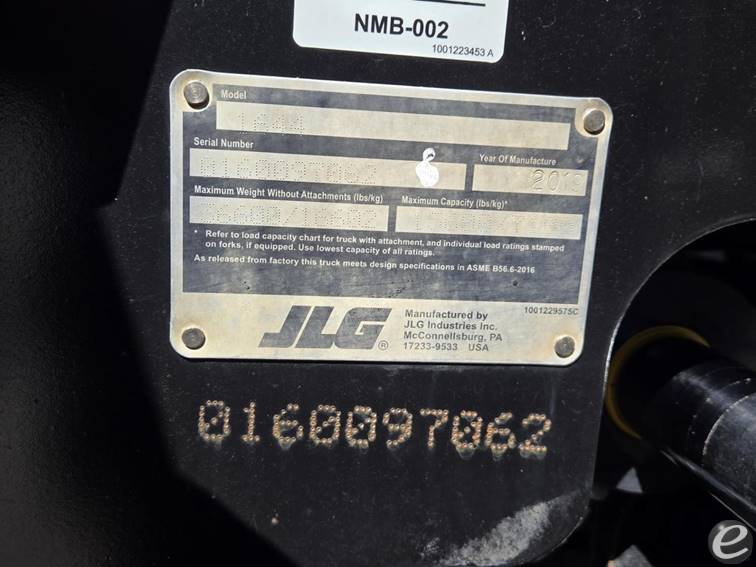 NMB-002
1001223453 A
Model
1644
Serial Number
0160097062
Year Of Manufacture
2019
Maximum Weight Without Attachments (lbs/kg)
Maximum Capacity (lbs/kg)*
* Refer to load capacity chart for truck with attachment, and individual load ratings stamped
on forks, if equipped. Use lowest capacity of all ratings.
As released from factory this truck meets design specifications in ASME B56.6-2016
1001229575C
JLG®
Manufactured by
JLG Industries Inc.
McConnellsburg, PA
17233-9533 USA
0160097062
e